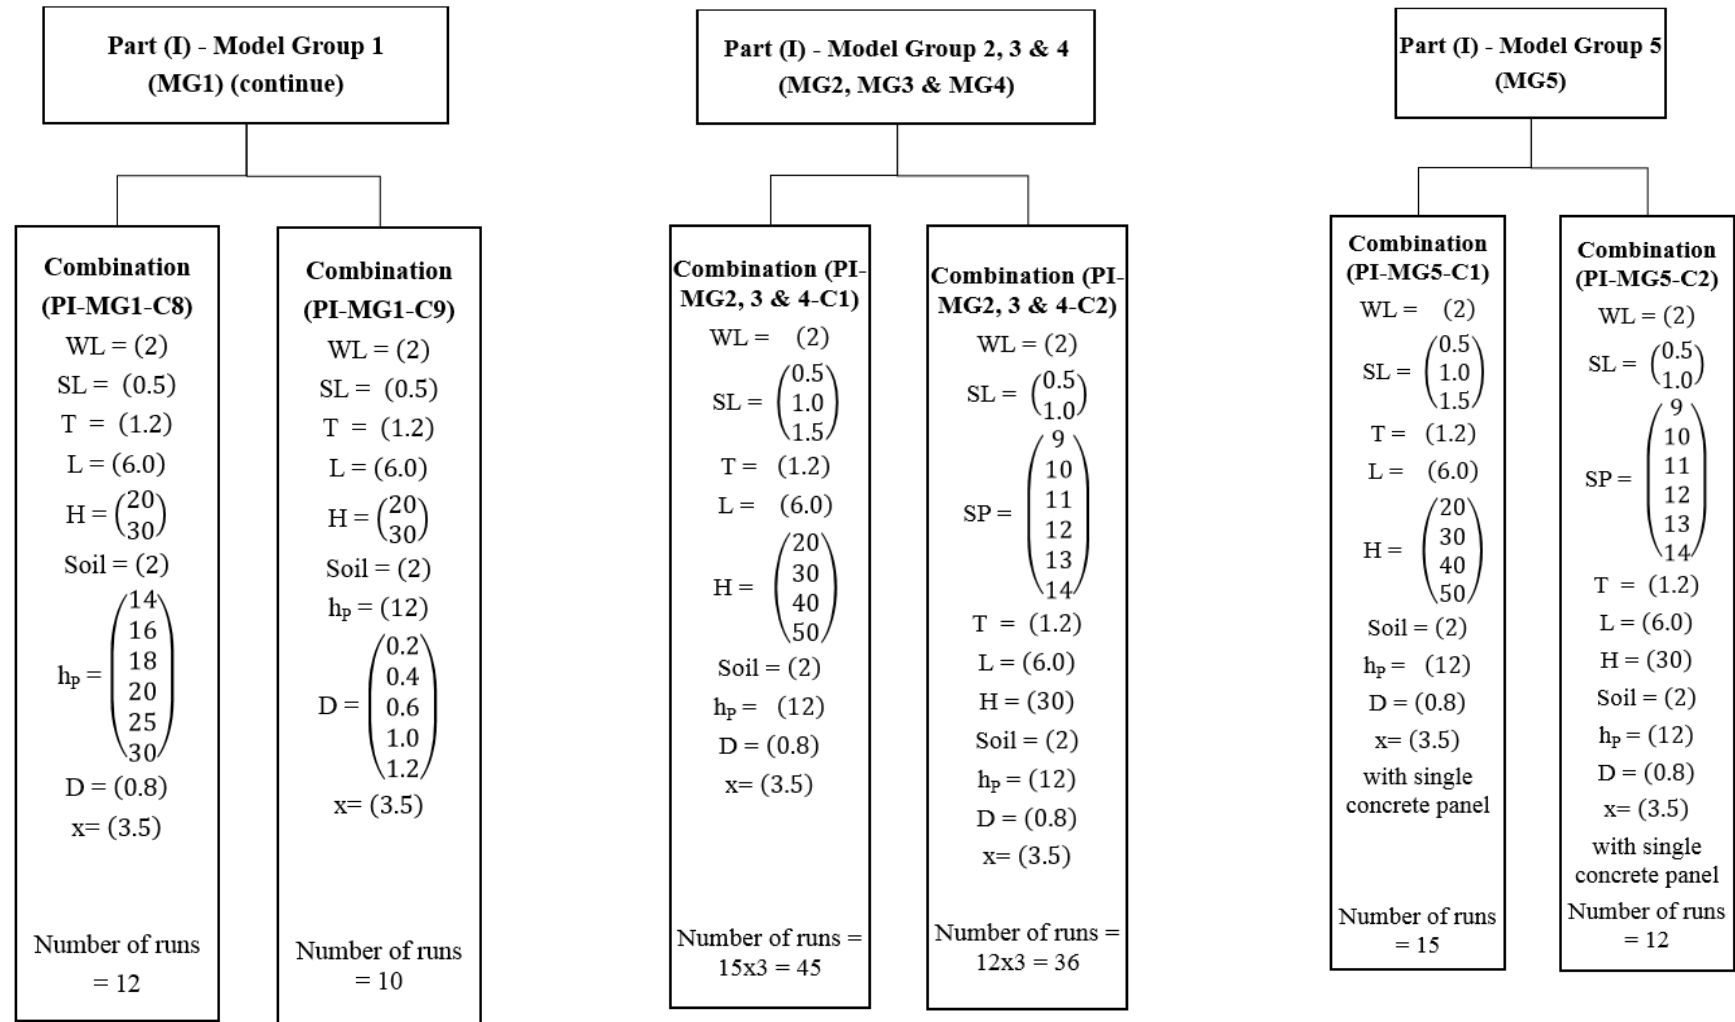 Part (I) - Model Group 1
(MG1) (continue)
Combination
(PI-MG1-C8)
WL = (2)
SL = (0.5)
T = (1.2)
L = (6.0)
H = (20
30)
Soil = (2)
hP = (14
16
18
20
25
30)
D = (0.8)
x= (3.5)
Number of runs
= 12
Combination
(PI-MG1-C9)
WL = (2)
SL = (0.5)
T = (1.2)
L = (6.0)
H = (20
30)
Soil = (2)
hP = (12)
D = (0.2
0.4
0.6
1.0
1.2)
x= (3.5)
Number of runs
= 10
Part (I) - Model Group 2, 3 & 4
(MG2, MG3 & MG4)
Combination (PI-
MG2, 3 & 4-C1)
WL = (2)
SL = (0.5
1.0
1.5)
T = (1.2)
L = (6.0)
H = (20
30
40
50)
Soil = (2)
hP = (12)
D = (0.8)
x= (3.5)
Number of runs =
15x3 = 45
Combination (PI-
MG2, 3 & 4-C2)
WL = (2)
SL = (0.5
1.0)
SP = (9
10
11
12
13
14)
T = (1.2)
L = (6.0)
H = (30)
Soil = (2)
hP = (12)
D = (0.8)
x= (3.5)
Number of runs =
12x3 = 36
Part (I) - Model Group 5
(MG5)
Combination
(PI-MG5-C1)
WL = (2)
SL = (0.5
1.0
1.5)
T = (1.2)
L = (6.0)
H = (20
30
40
50)
Soil = (2)
hP = (12)
D = (0.8)
x= (3.5)
with single
concrete panel
Number of runs
= 15
Combination
(PI-MG5-C2)
WL = (2)
SL = (0.5
1.0)
SP = (9
10
11
12
13
14)
T = (1.2)
L = (6.0)
H = (30)
Soil = (2)
hP = (12)
D = (0.8)
x= (3.5)
with single
concrete panel
Number of runs
= 12